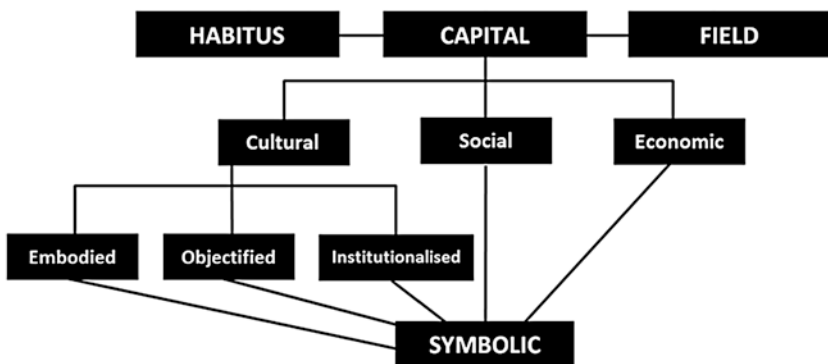 HABITUS
CAPITAL
FIELD
Cultural
Social
Economic
Embodied
Objectified
Institutionalised
SYMBOLIC